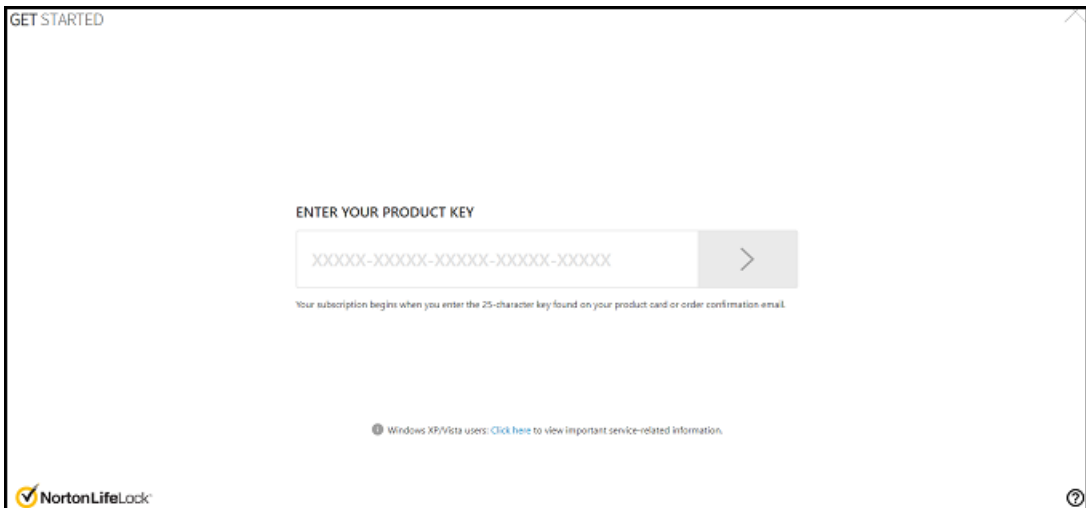 GET STARTED
ENTER YOUR PRODUCT KEY
XXXXX-XXXXX-XXXXX-XXXXX-XXXXX
Your subscription begins when you enter the 25-character key found on your product card or order confirmation email.
Windows XP/Vista users: Click here to view important service-related information.
NortonLifeLock